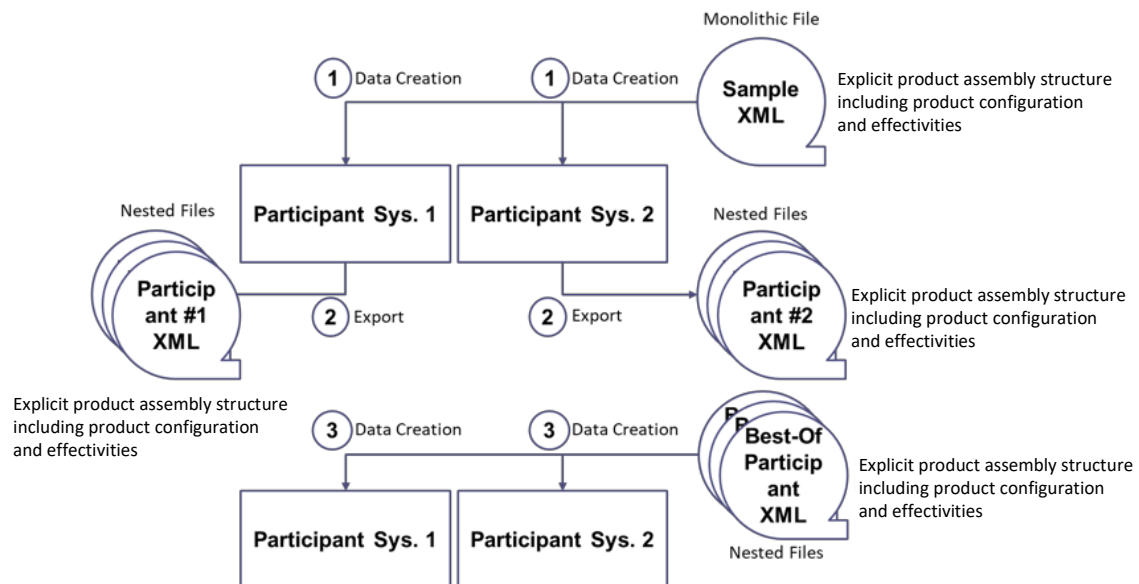 Monolithic File
1 Data Creation
1 Data Creation
Sample
XML
Explicit product assembly structure
including product configuration
and effectivities
Participant Sys. 1
Participant Sys. 2
Nested Files
Particip
ant #1
XML
2 Export
2 Export
Nested Files
Particip
ant #2
XML
Explicit product assembly structure
including product configuration
and effectivities
Explicit product assembly structure
including product configuration
and effectivities
3 Data Creation
3 Data Creation
Best-Of
Particip
ant
XML
Nested Files
Explicit product assembly structure
including product configuration
and effectivities
Participant Sys. 1
Participant Sys. 2